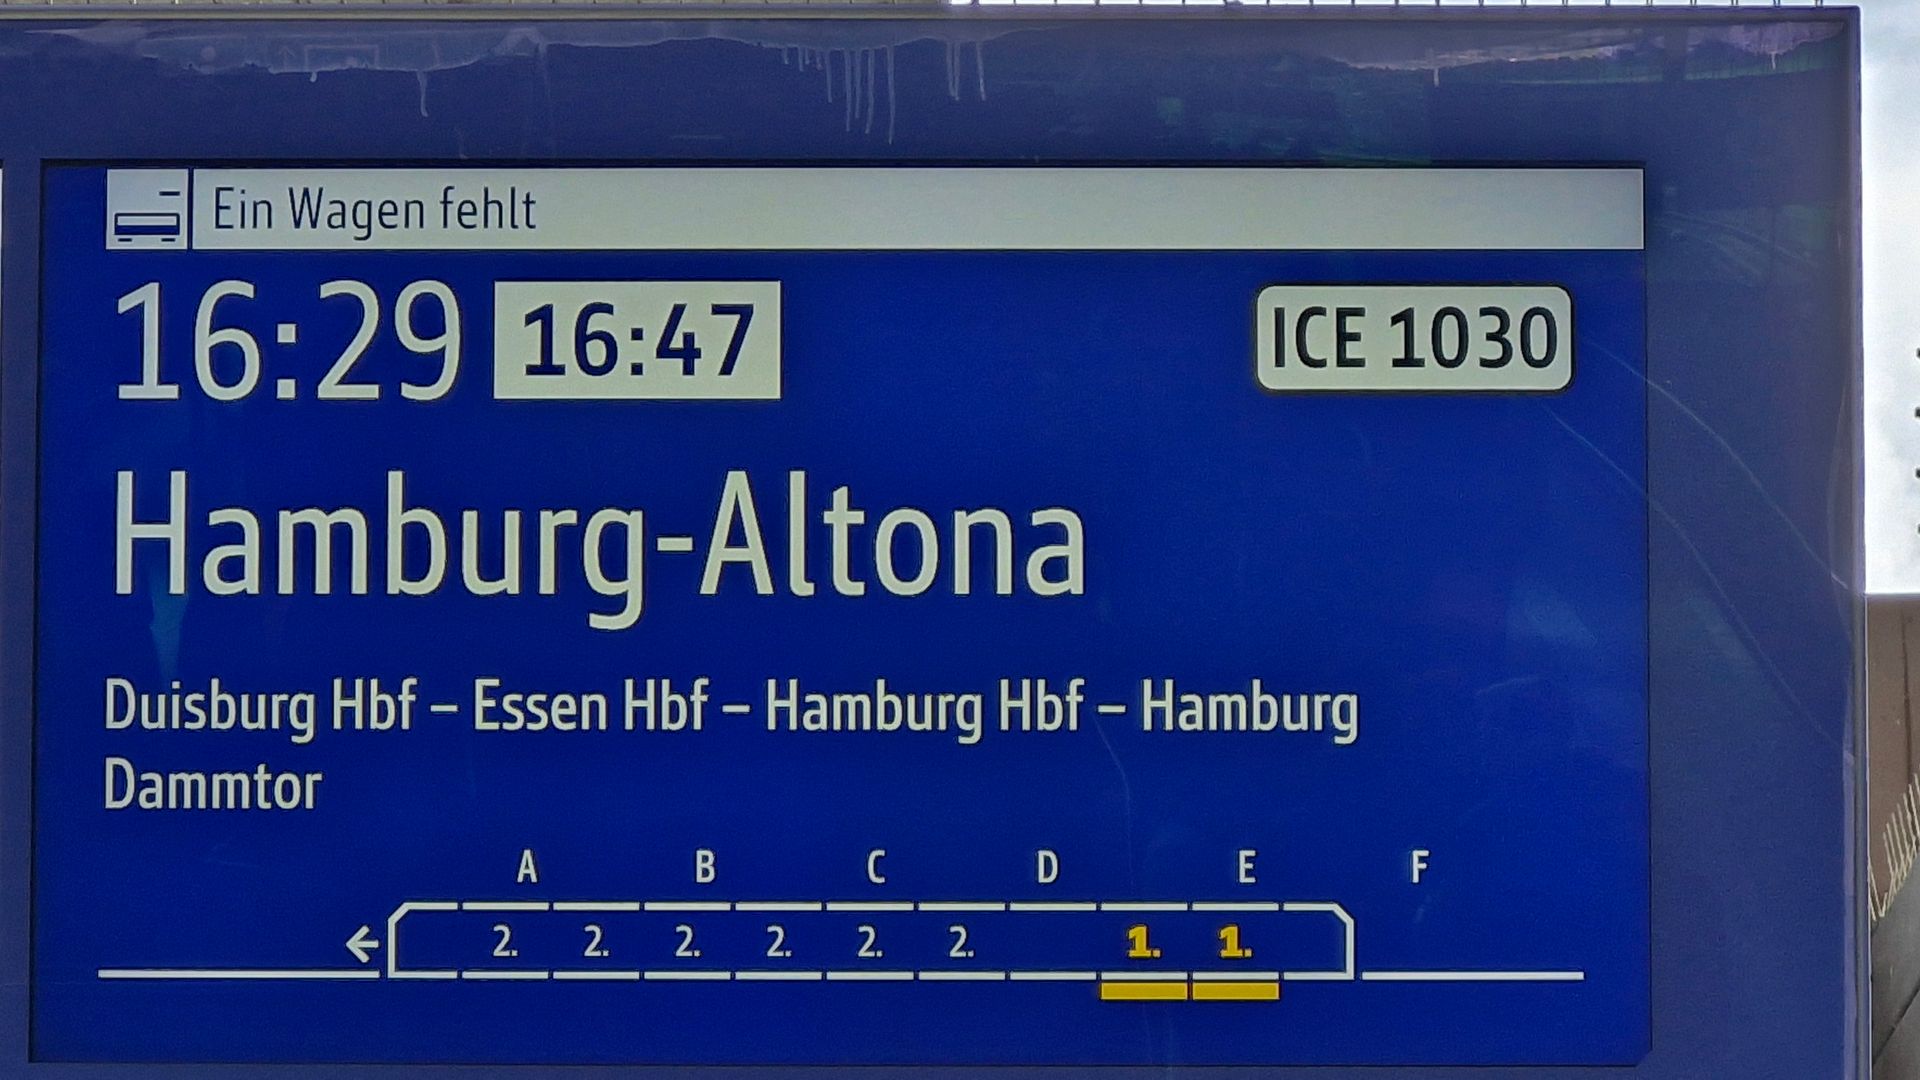 Ein Wagen fehlt
16:29 16:47 ICE 1030
Hamburg-Altona
Duisburg Hbf – Essen Hbf – Hamburg Hbf – Hamburg
Dammtor
A B C D E F
2. 2. 2. 2. 2. 2. 1. 1.